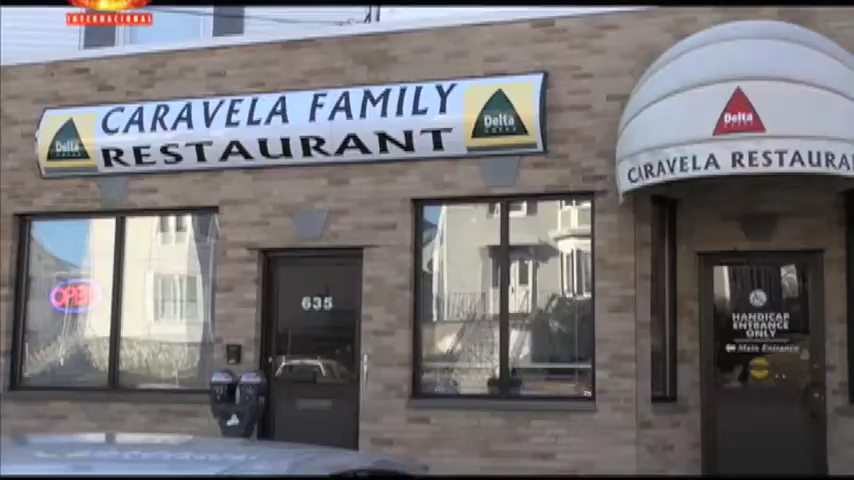 INTERNACIONAL
CARAVELA FAMILY
RESTAURANT
Delta
Delta
Delta
CARAVELA RESTAURA
OPEN
635
HANDICAP
ENTRANCE
ONLY
Main Entrance